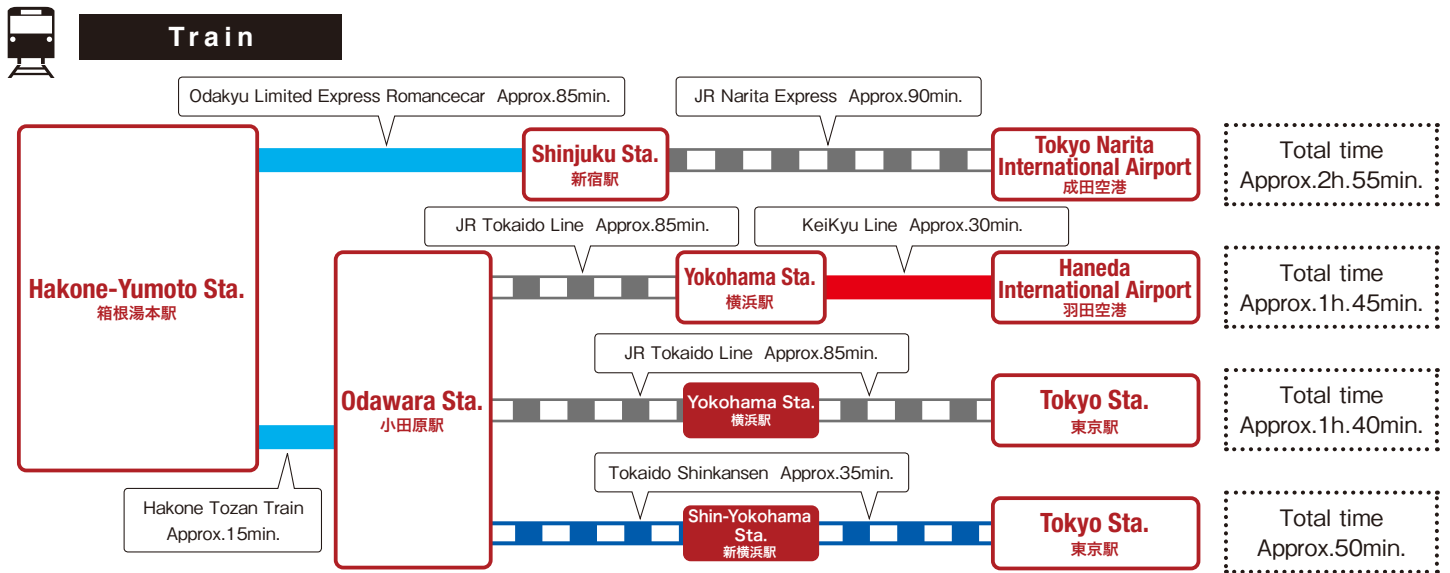 Train
Odakyu Limited Express Romancecar Approx.85min.
JR Narita Express Approx.90min.
Hakone-Yumoto Sta.
箱根湯本駅
Shinjuku Sta.
新宿駅
Tokyo Narita
International Airport
成田空港
Total time
Approx.2h.55min.
JR Tokaido Line Approx.85min.
KeiKyu Line Approx.30min.
Odawara Sta.
小田原駅
Yokohama Sta.
横浜駅
Haneda
International Airport
羽田空港
Total time
Approx.1h.45min.
JR Tokaido Line Approx.85min.
Yokohama Sta.
横浜駅
Tokyo Sta.
東京駅
Total time
Approx.1h.40min.
Hakone Tozan Train
Approx.15min.
Tokaido Shinkansen Approx.35min.
Shin-Yokohama
Sta.
新横浜駅
Tokyo Sta.
東京駅
Total time
Approx.50min.